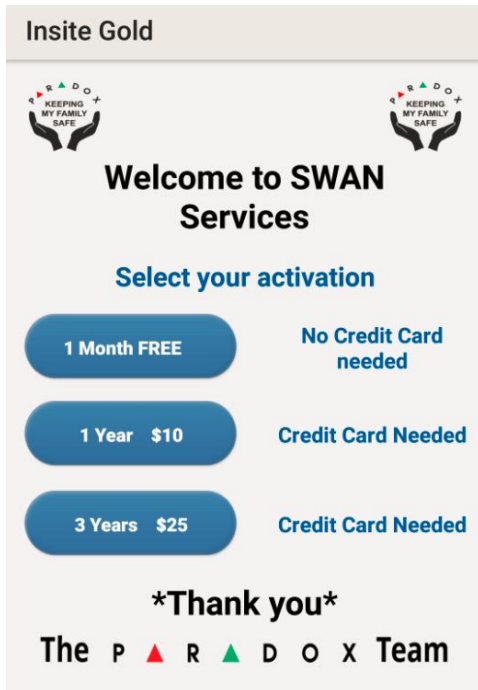 Insite Gold
PARADOX
KEEPING
MY FAMILY
SAFE
PARADOX
KEEPING
MY FAMILY
SAFE
Welcome to SWAN
Services
Select your activation
1 Month FREE
No Credit Card
needed
1 Year $10
Credit Card Needed
3 Years $25
Credit Card Needed
*Thank you*
The PARADOX Team